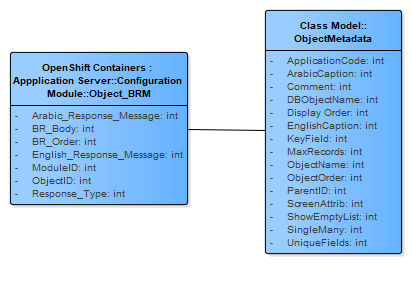 OpenShift Containers :
Appplication Server::Configuration
Module::Object_BRM
- Arabic_Response_Message: int
- BR_Body: int
- BR_Order: int
- English_Response_Message: int
- ModuleID: int
- ObjectID: int
- Response_Type: int
Class Model::
ObjectMetadata
- ApplicationCode: int
- ArabicCaption: int
- Comment: int
- DBObjectName: int
- Display Order: int
- EnglishCaption: int
- KeyField: int
- MaxRecords: int
- ObjectName: int
- ObjectOrder: int
- ParentID: int
- ScreenAttrib: int
- ShowEmptyList: int
- SingleMany: int
- UniqueFields: int